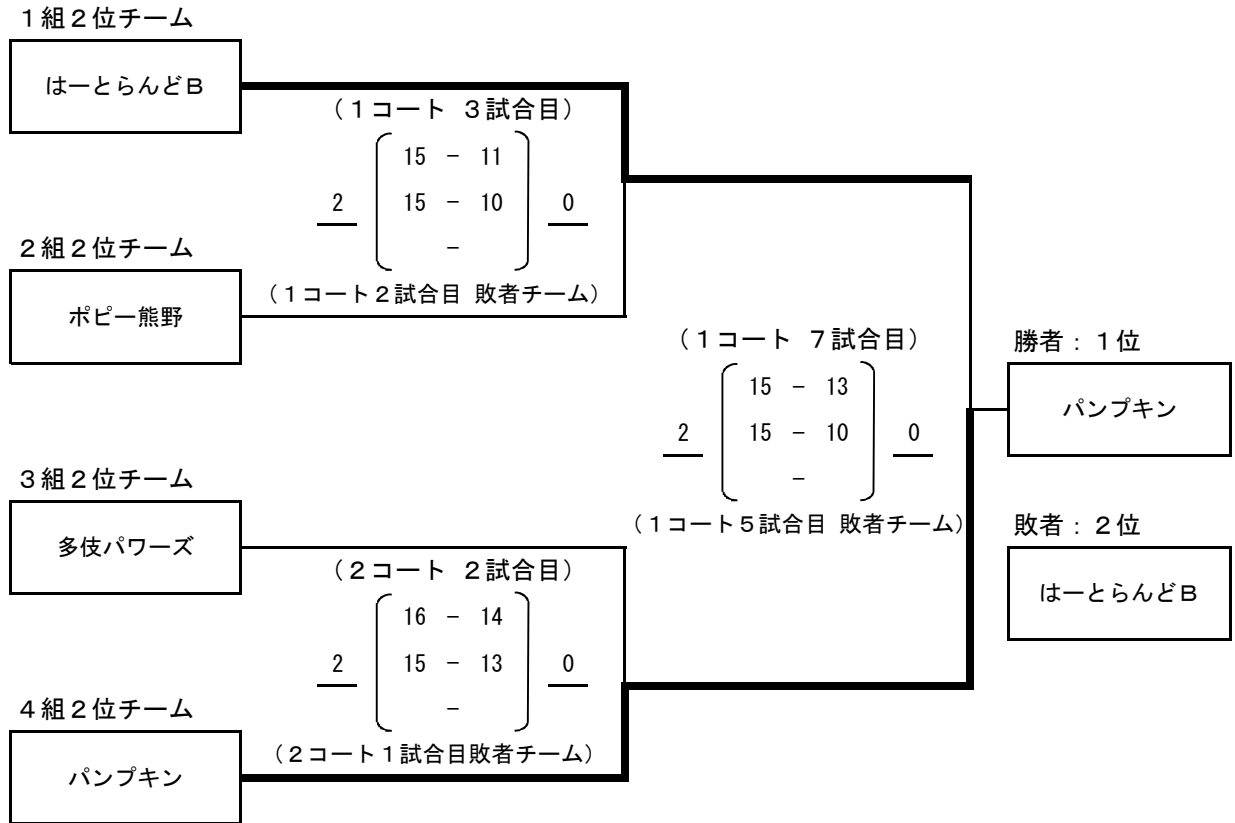 １組２位チーム
はーとらんどＢ
（１コート ３試合目）
15 － 11
2　15 － 10　0
－
２組２位チーム
（１コート２試合目 敗者チーム）
ポピー熊野
（１コート ７試合目）
勝者：１位
15 － 13
パンプキン
2　15 － 10　0
－
３組２位チーム
（１コート５試合目 敗者チーム）
敗者：２位
多伎パワーズ
（２コート ２試合目）
はーとらんどＢ
16 － 14
2　15 － 13　0
－
４組２位チーム
（２コート１試合目敗者チーム）
パンプキン